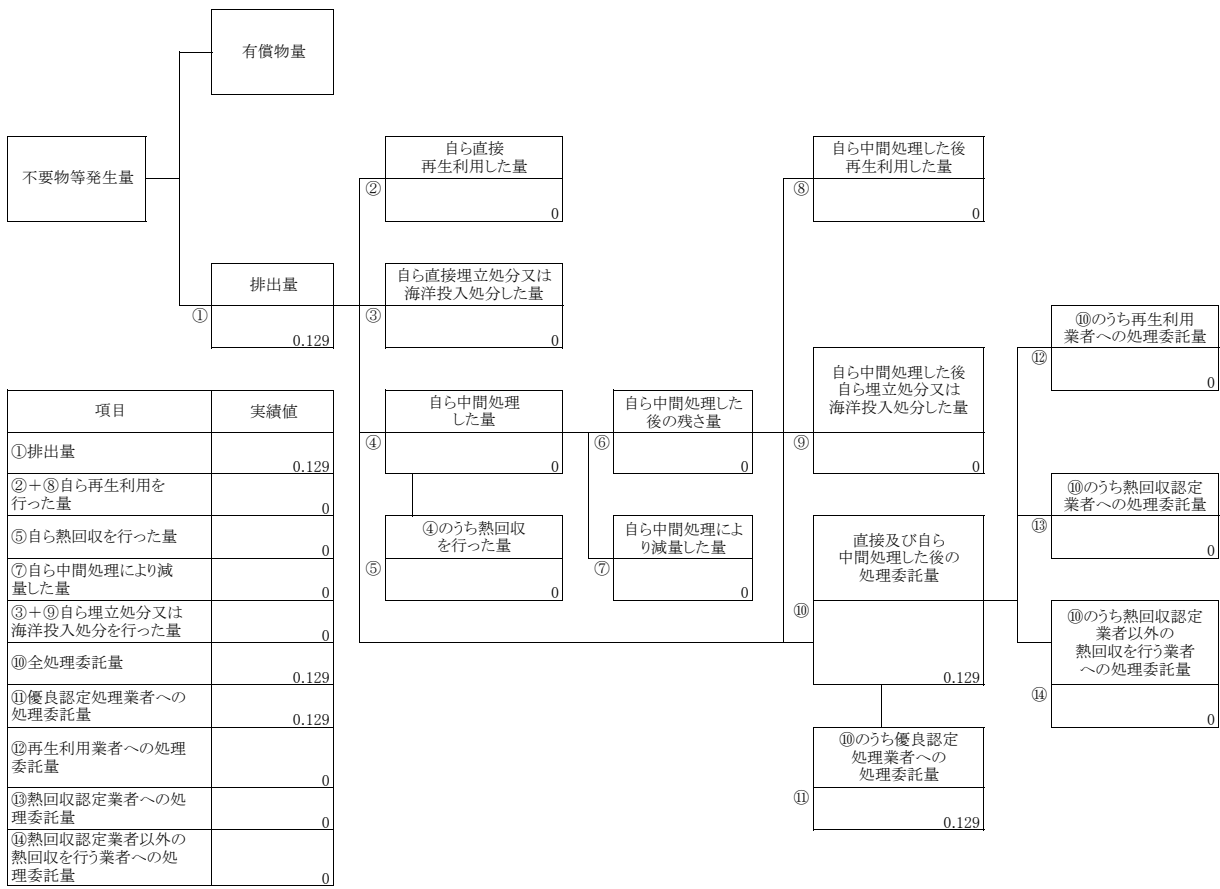 有償物量
不要物等発生量
自ら直接
再生利用した量
②
0
自ら中間処理した後
再生利用した量
⑧
0
排出量
①
0.129
自ら直接埋立処分又は
海洋投入処分した量
③
0
⑩のうち再生利用
業者への処理委託量
⑫
0
自ら中間処理した後
自ら埋立処分又は
海洋投入処分した量
⑨
0
自ら中間処理
した量
④
0
自ら中間処理した
後の残さ量
⑥
0
⑩のうち熱回収認定
業者への処理委託量
⑬
0
④のうち熱回収
を行った量
⑤
0
自ら中間処理によ
り減量した量
⑦
0
直接及び自ら
中間処理した後の
処理委託量
⑩
0.129
⑩のうち熱回収認定
業者以外の
熱回収を行う業者
への処理委託量
⑭
0
⑩のうち優良認定
処理業者への
処理委託量
⑪
0.129
項目 実績値
①排出量
0.129
②+⑧自ら再生利用を
行った量
0
⑤自ら熱回収を行った量
0
⑦自ら中間処理により減
量した量
0
③+⑨自ら埋立処分又は
海洋投入処分を行った量
0
⑩全処理委託量
0.129
⑪優良認定処理業者への
処理委託量
0.129
⑫再生利用業者への処理
委託量
0
⑬熱回収認定業者への処
理委託量
0
⑭熱回収認定業者以外の
熱回収を行う業者への処
理委託量
0